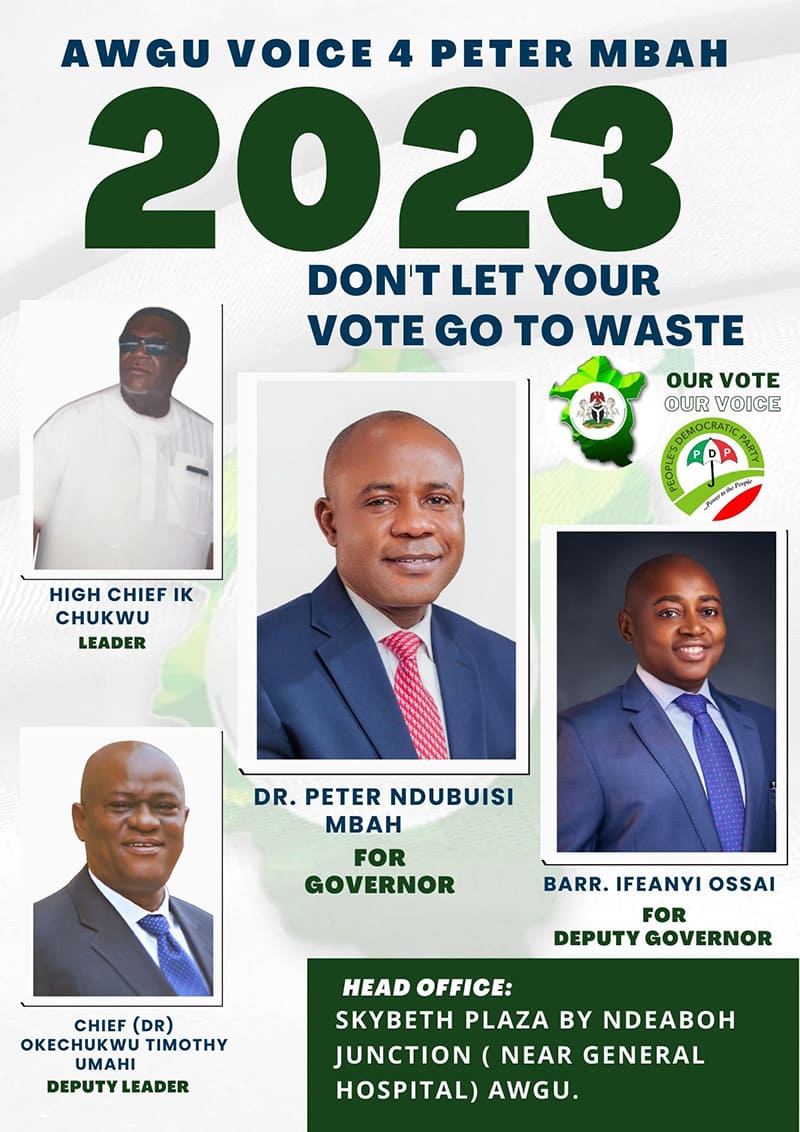 AWGU VOICE 4 PETER MBAH
2023
DON'T LET YOUR
VOTE GO TO WASTE
OUR VOTE
OUR VOICE
PEOPLE'S DEMOCRATIC PARTY
PDP
...Power to the People
HIGH CHIEF IK
CHUKWU
LEADER
DR. PETER NDUBUISI
MBAH
FOR
GOVERNOR
BARR. IFEANYI OSSAI
FOR
DEPUTY GOVERNOR
CHIEF (DR)
OKECHUKWU TIMOTHY
UMAHI
DEPUTY LEADER
HEAD OFFICE:
SKYBETH PLAZA BY NDEABOH
JUNCTION ( NEAR GENERAL
HOSPITAL) AWGU.